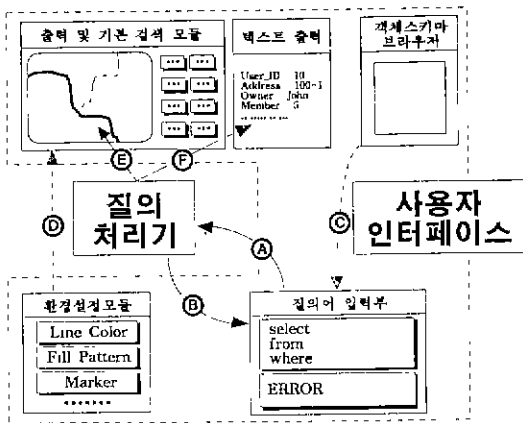 출력 및 기본 검색 모듈
텍스트 출력
객체스키마
브라우저
User_ID 10
Address 100-1
Owner John
Member 5
E
F
D
질의
처리기
C
사용자
인터페이스
A
B
환경설정모듈
Line Color
Fill Pattern
Marker
질의어 입력부
select
from
where
ERROR